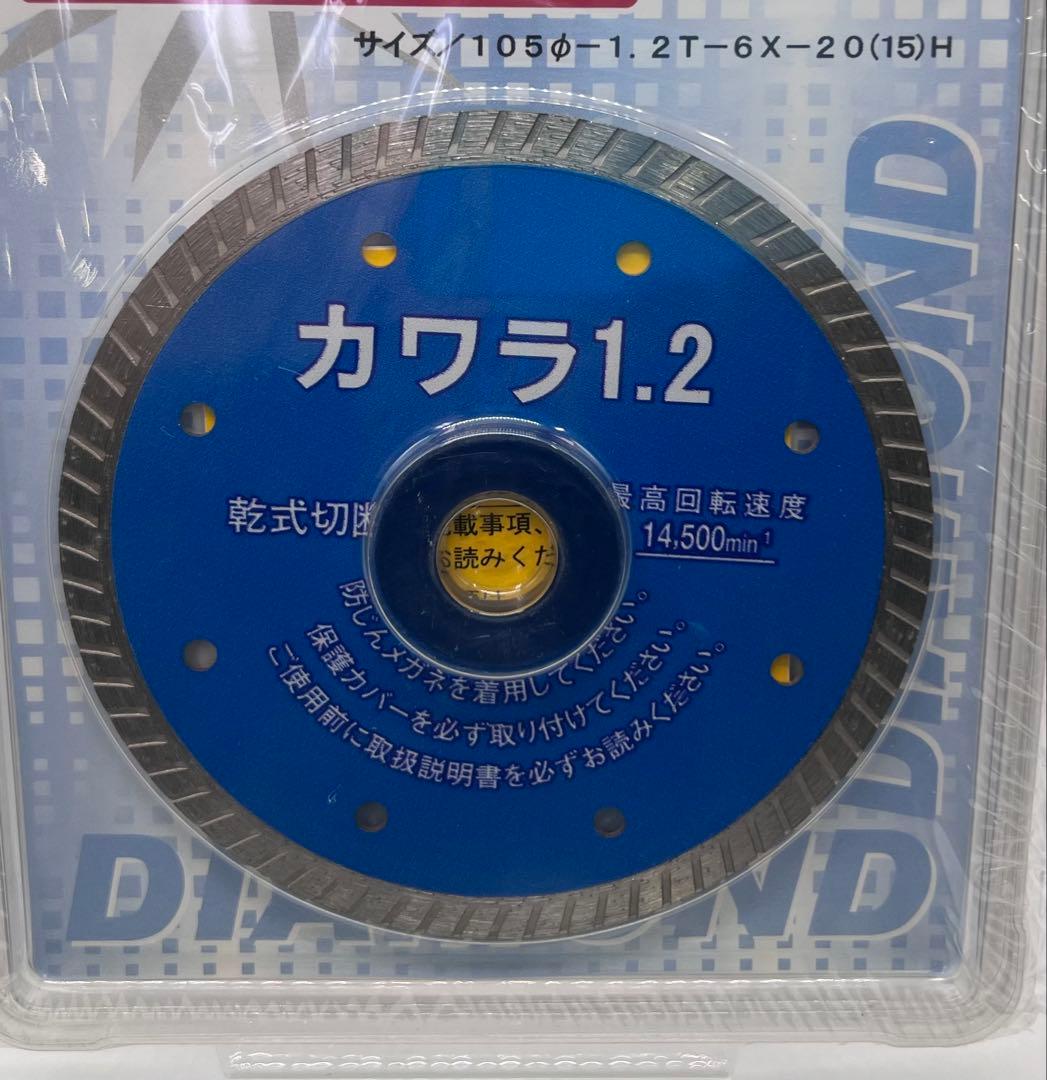 サイズ/105φ−1.2T−6X−20(15)H
カワラ1.2
乾式切断
最高回転速度
14,500min⁻¹
載事項、
お読みくだ
防じんメガネを着用してください。
保護カバーを必ず取り付けてください。
ご使用前に取扱説明書を必ずお読みください。
DIAMOND
DIAMOND